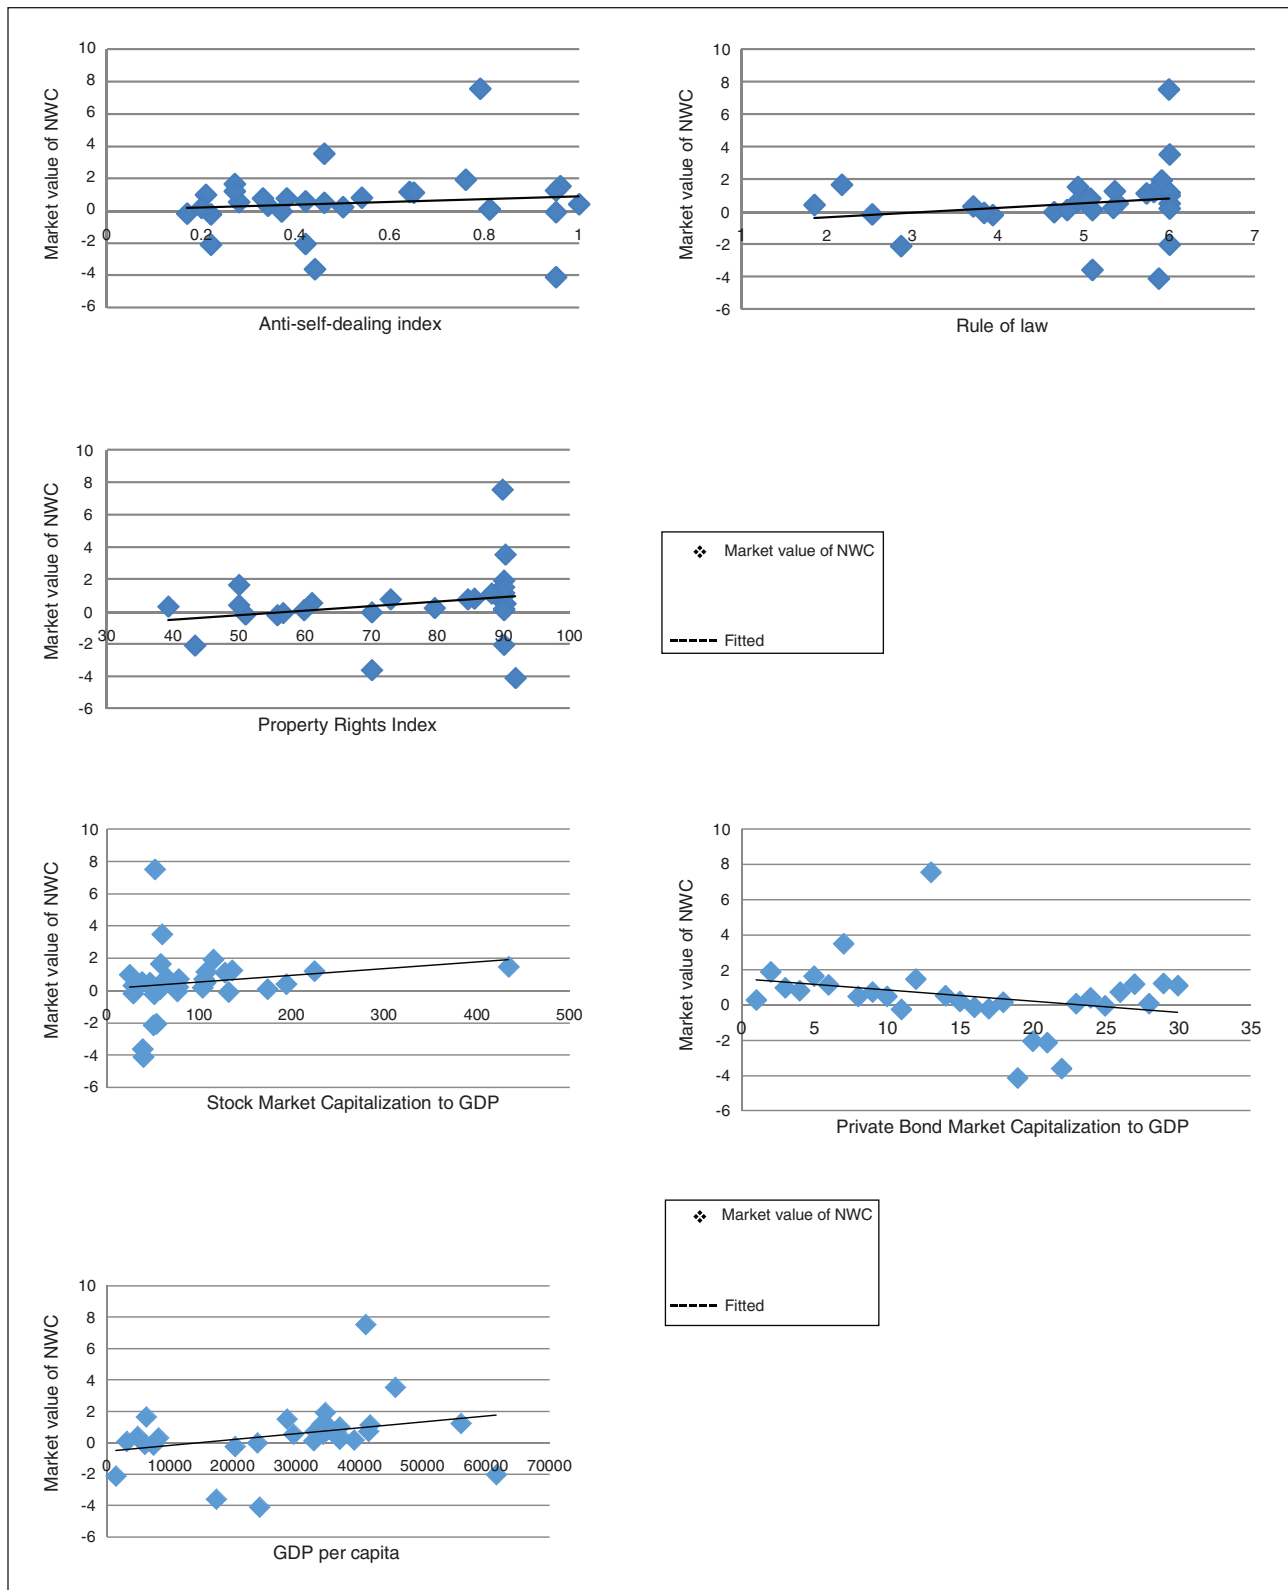 10
8
6
4
2
0
-2
-4
-6
Market value of NWC
0 0.2 0.4 0.6 0.8 1
Anti-self-dealing index
10
8
6
4
2
0
-2
-4
-6
Market value of NWC
1 2 3 4 5 6 7
Rule of law
10
8
6
4
2
0
-2
-4
-6
Market value of NWC
30 40 50 60 70 80 90 100
Property Rights Index
Market value of NWC
Fitted
10
8
6
4
2
0
-2
-4
-6
Market value of NWC
0 100 200 300 400 500
Stock Market Capitalization to GDP
10
8
6
4
2
0
-2
-4
-6
Market value of NWC
0 5 10 15 20 25 30 35
Private Bond Market Capitalization to GDP
Market value of NWC
Fitted
10
8
6
4
2
0
-2
-4
-6
Market value of NWC
0 10000 20000 30000 40000 50000 60000 70000
GDP per capita